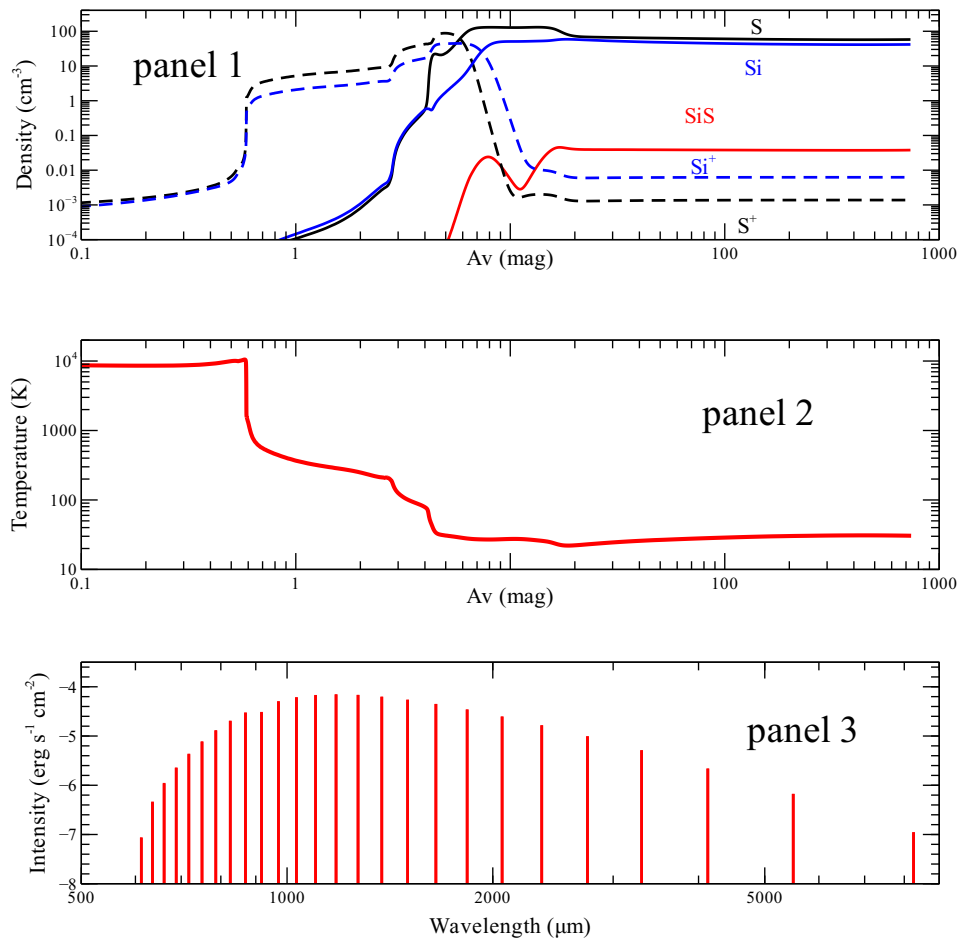 100
10
1
0.1
0.01
10⁻³
10⁻⁴
Density (cm⁻³)
panel 1
S
Si
SiS
Si⁺
S⁺
0.1
1
100
1000
Av (mag)
10⁴
1000
100
10
Temperature (K)
panel 2
0.1
1
100
1000
Av (mag)
−4
−5
−6
−7
−8
Intensity (erg s⁻¹ cm⁻²)
panel 3
500
1000
2000
5000
Wavelength (μm)